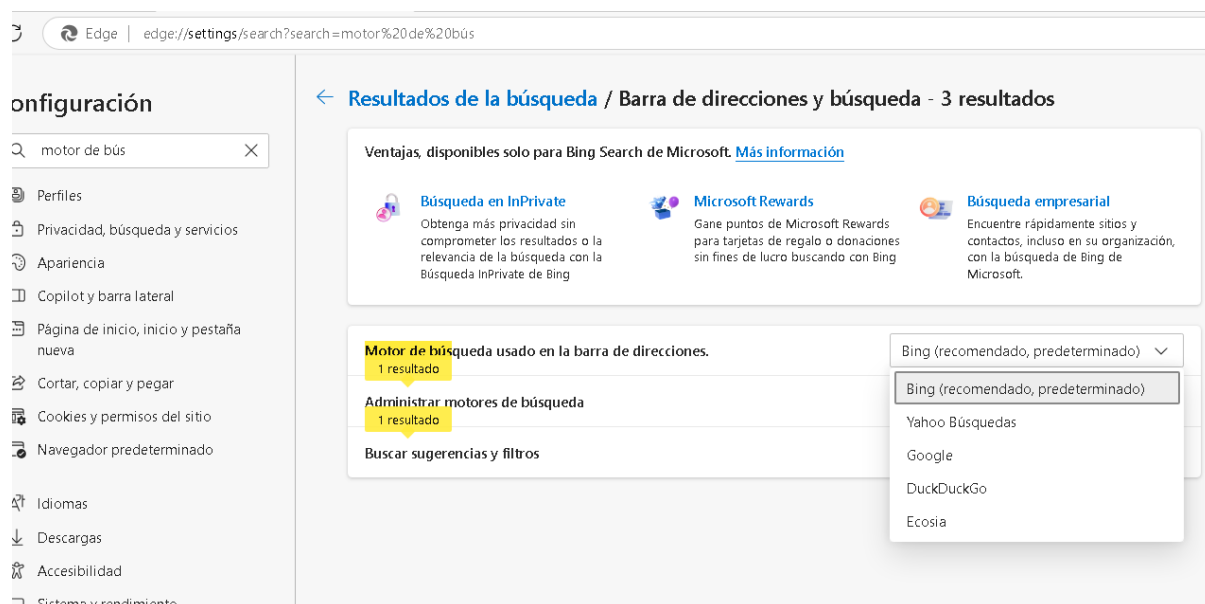 Edge | edge://settings/search?search=motor%20de%20bús
onfiguración
motor de bús
Perfiles
Privacidad, búsqueda y servicios
Apariencia
Copilot y barra lateral
Página de inicio, inicio y pestaña
nueva
Cortar, copiar y pegar
Cookies y permisos del sitio
Navegador predeterminado
Idiomas
Descargas
Accesibilidad
Sistema y rendimiento
Resultados de la búsqueda / Barra de direcciones y búsqueda - 3 resultados
Ventajas, disponibles solo para Bing Search de Microsoft. Más información
Búsqueda en InPrivate
Obtenga más privacidad sin
comprometer los resultados o la
relevancia de la búsqueda con la
Búsqueda InPrivate de Bing
Microsoft Rewards
Gane puntos de Microsoft Rewards
para tarjetas de regalo o donaciones
sin fines de lucro buscando con Bing
Búsqueda empresarial
Encuentre rápidamente sitios y
contactos, incluso en su organización,
con la búsqueda de Bing de
Microsoft.
Motor de búsqueda usado en la barra de direcciones.
1 resultado
Bing (recomendado, predeterminado)
Administrar motores de búsqueda
1 resultado
Buscar sugerencias y filtros
Bing (recomendado, predeterminado)
Yahoo Búsquedas
Google
DuckDuckGo
Ecosia